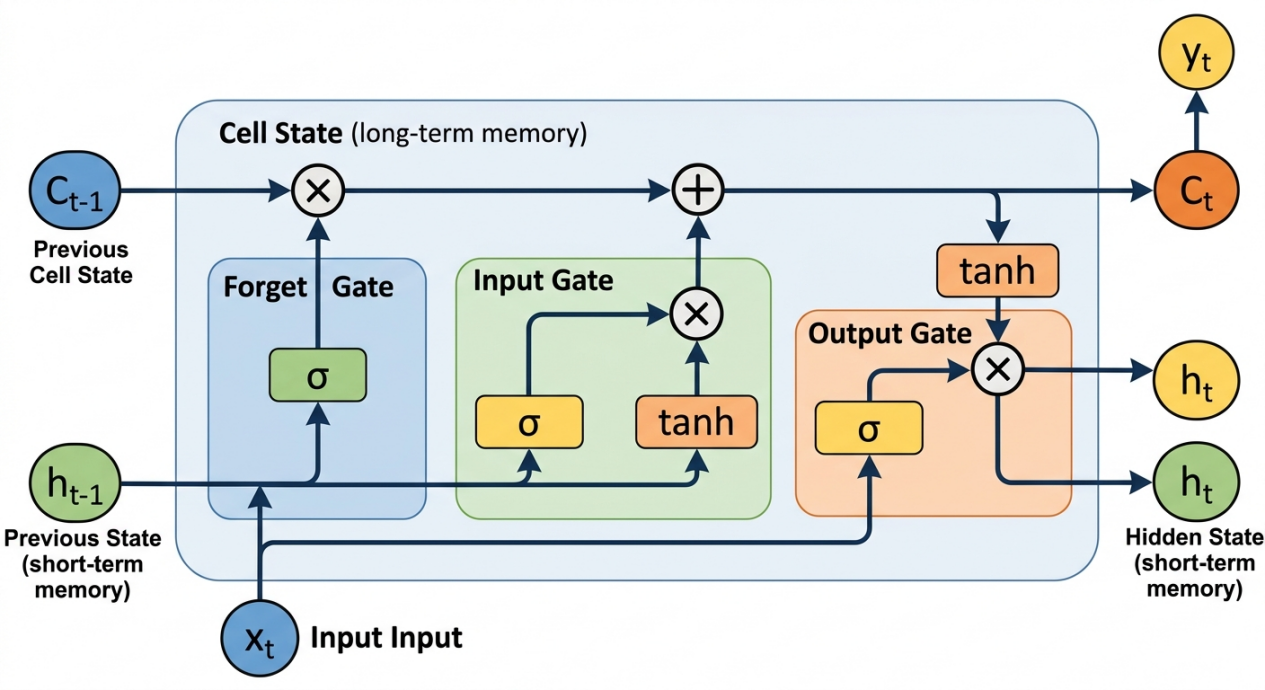 yₜ
Cell State (long-term memory)
Cₜ₋₁
×
+
Cₜ
Previous
Cell State
Forget Gate
Input Gate
tanh
×
Output Gate
σ
×
hₜ
σ
tanh
σ
hₜ₋₁
hₜ
Previous State
(short-term
memory)
Hidden State
(short-term
memory)
xₜ
Input Input